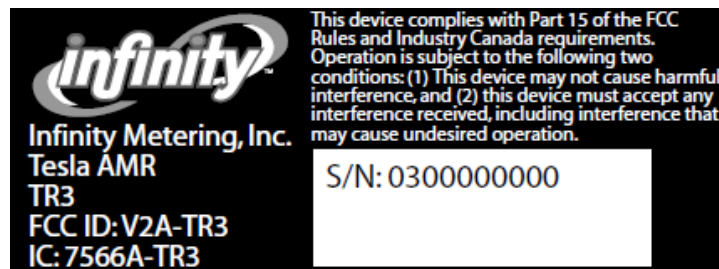 infinity
Infinity Metering, Inc.
Tesla AMR
TR3
FCC ID: V2A-TR3
IC: 7566A-TR3
This device complies with Part 15 of the FCC
Rules and Industry Canada requirements.
Operation is subject to the following two
conditions: (1) This device may not cause harmful
interference, and (2) this device must accept any
interference received, including interference that
may cause undesired operation.
S/N: 0300000000